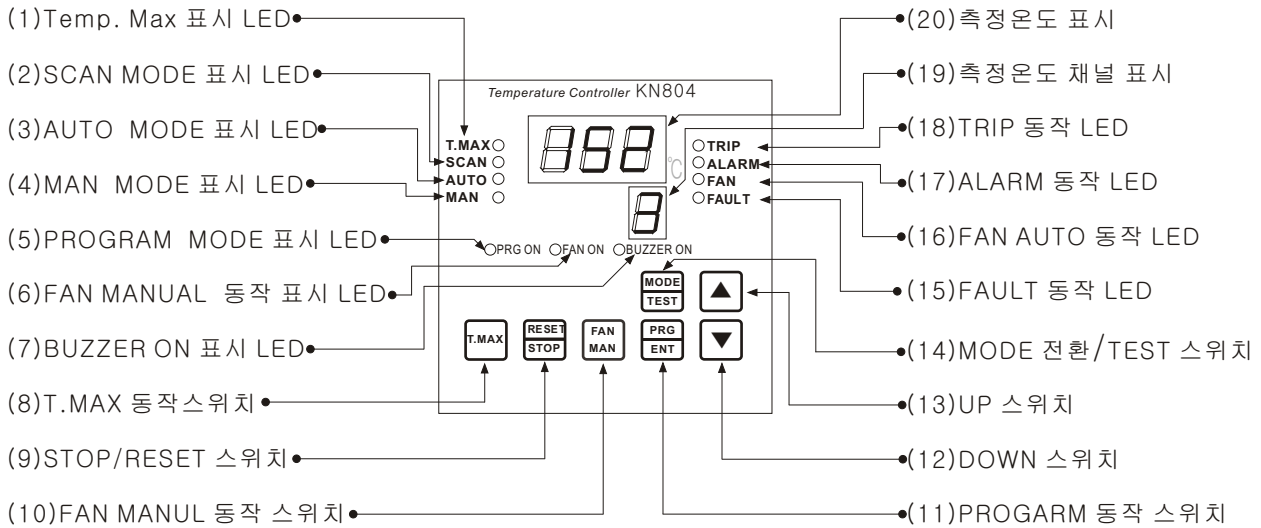 (1)Temp. Max 표시 LED
(2)SCAN MODE 표시 LED
(3)AUTO MODE 표시 LED
(4)MAN MODE 표시 LED
(5)PROGRAM MODE 표시 LED
(6)FAN MANUAL 동작 표시 LED
(7)BUZZER ON 표시 LED
(8)T.MAX 동작스위치
(9)STOP/RESET 스위치
(10)FAN MANUL 동작 스위치
Temperature Controller KN804
152
℃
3
T.MAX
SCAN
AUTO
MAN
TRIP
ALARM
FAN
FAULT
PRG ON FAN ON BUZZER ON
MODE
TEST
▲
T.MAX
RESET
STOP
FAN
MAN
PRG
ENT
▼
(20)측정온도 표시
(19)측정온도 채널 표시
(18)TRIP 동작 LED
(17)ALARM 동작 LED
(16)FAN AUTO 동작 LED
(15)FAULT 동작 LED
(14)MODE 전환/TEST 스위치
(13)UP 스위치
(12)DOWN 스위치
(11)PROGARM 동작 스위치